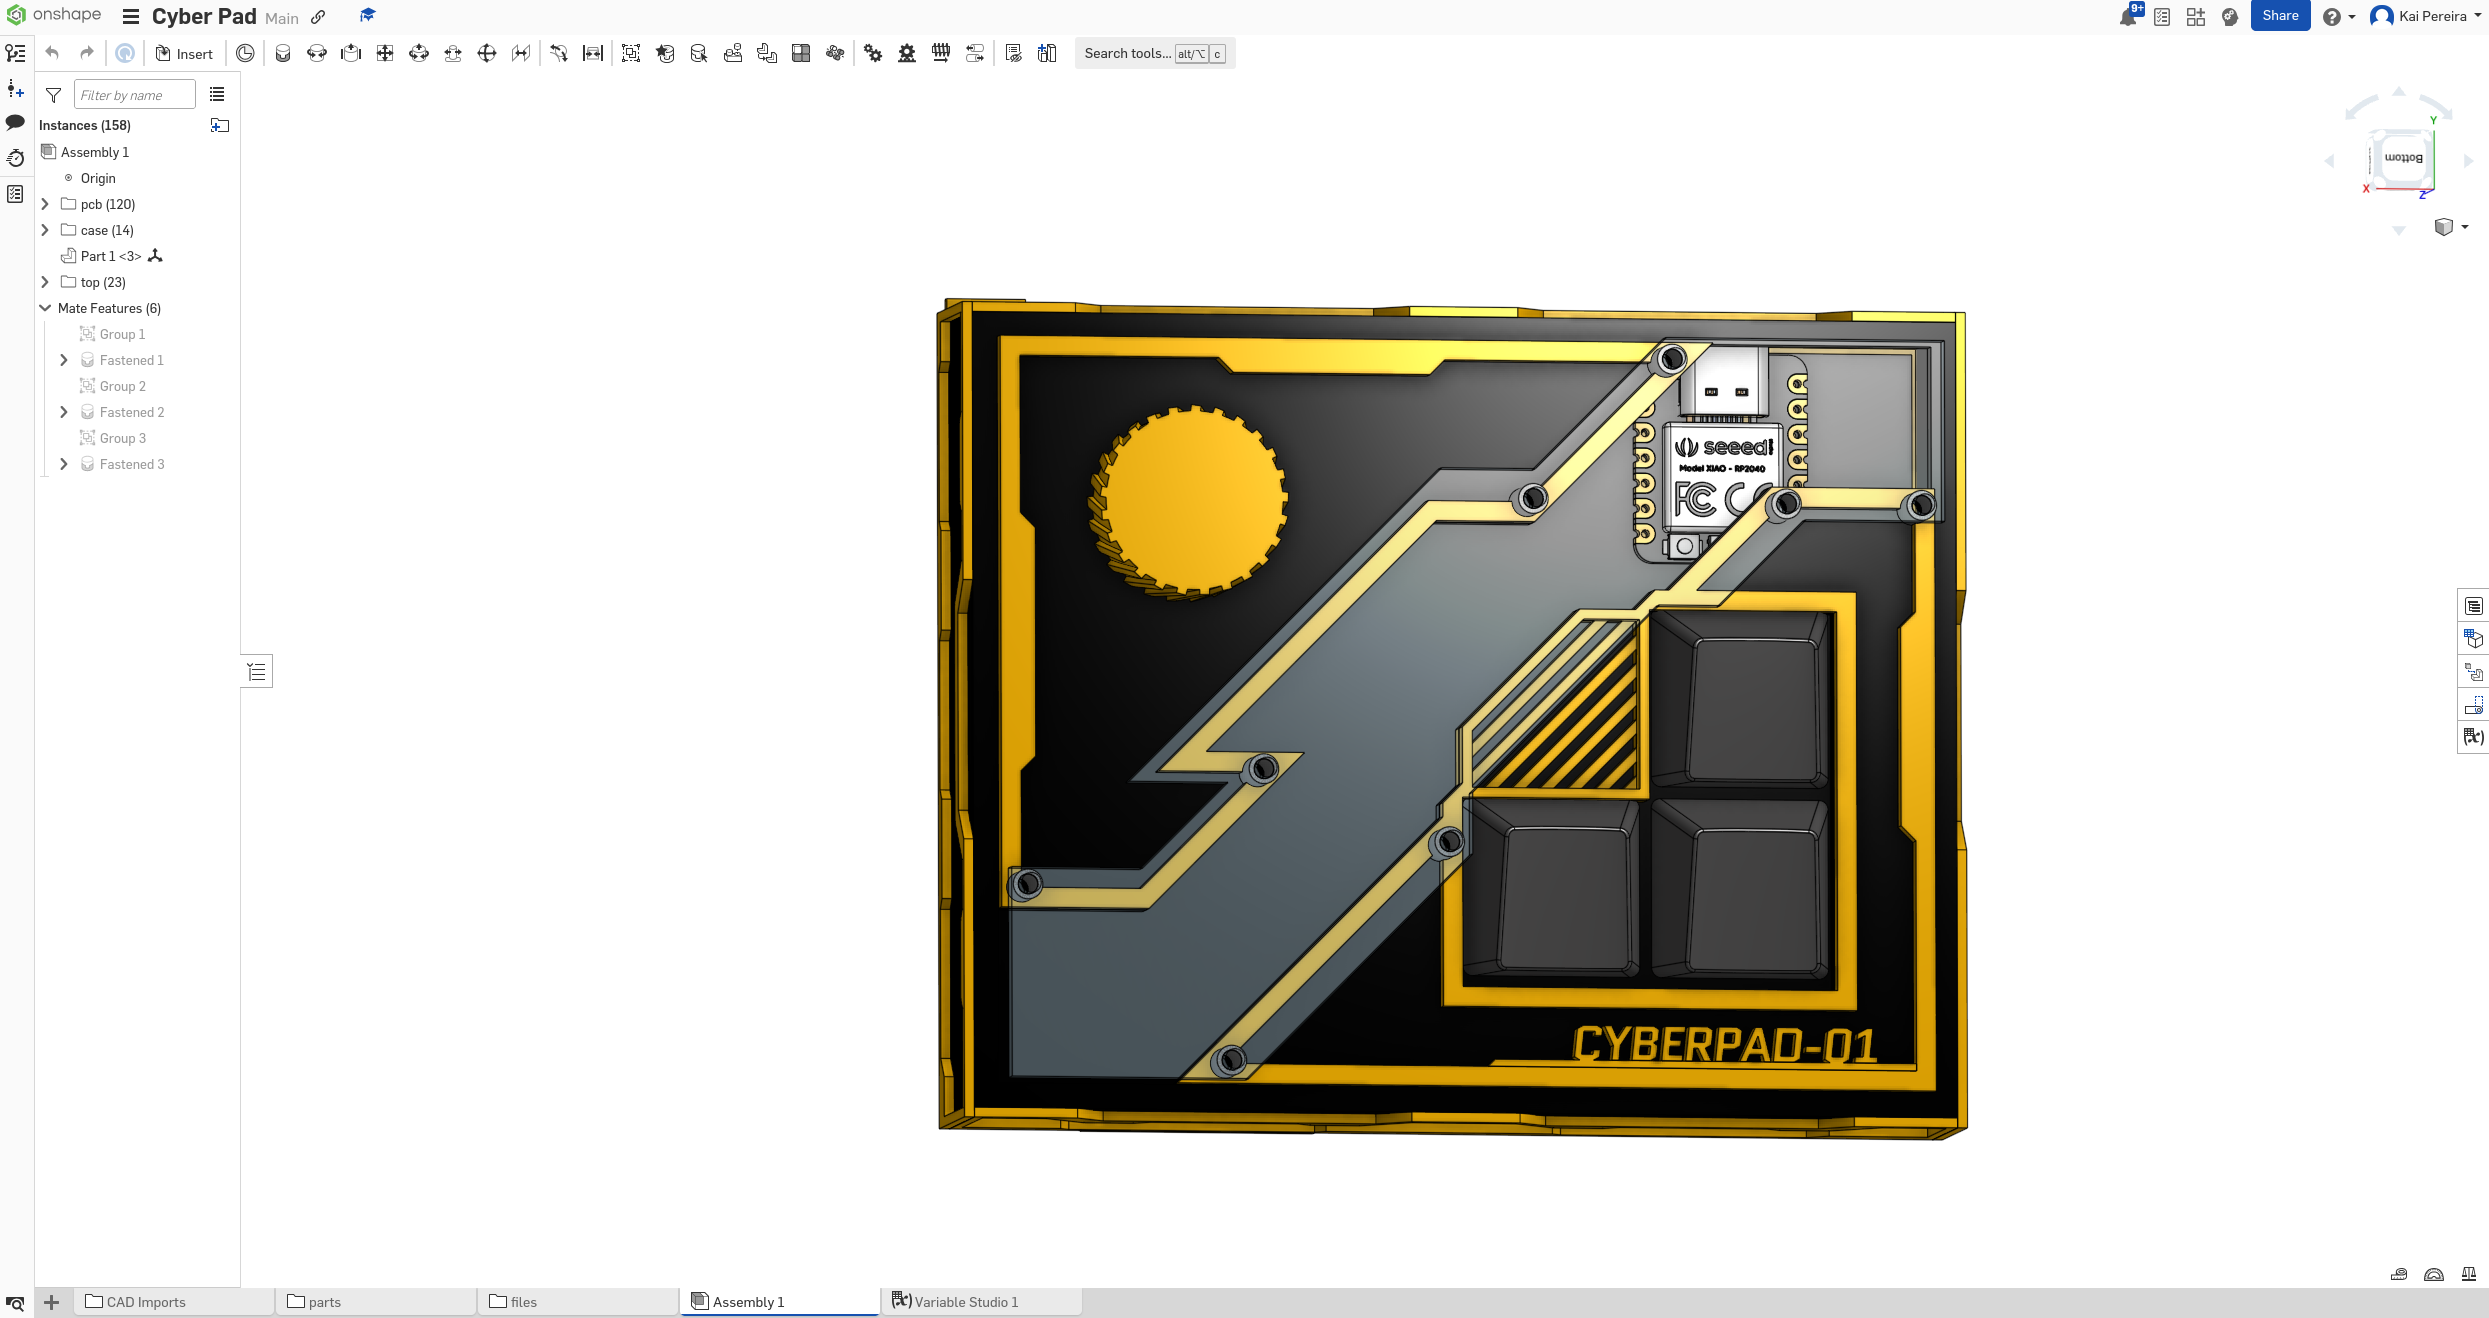 onshape
Cyber Pad Main
9+
Share
Kai Pereira
Insert
Search tools... alt/⌥ c
Filter by name
Instances (158)
Assembly 1
Origin
pcb (120)
case (14)
Part 1 <3>
top (23)
Mate Features (6)
Group 1
Fastened 1
Group 2
Fastened 2
Group 3
Fastened 3
Y
Bottom
X
Z
seeed
Model XIAO - RP2040
FC
CYBERPAD-01
CAD Imports
parts
files
Assembly 1
Variable Studio 1